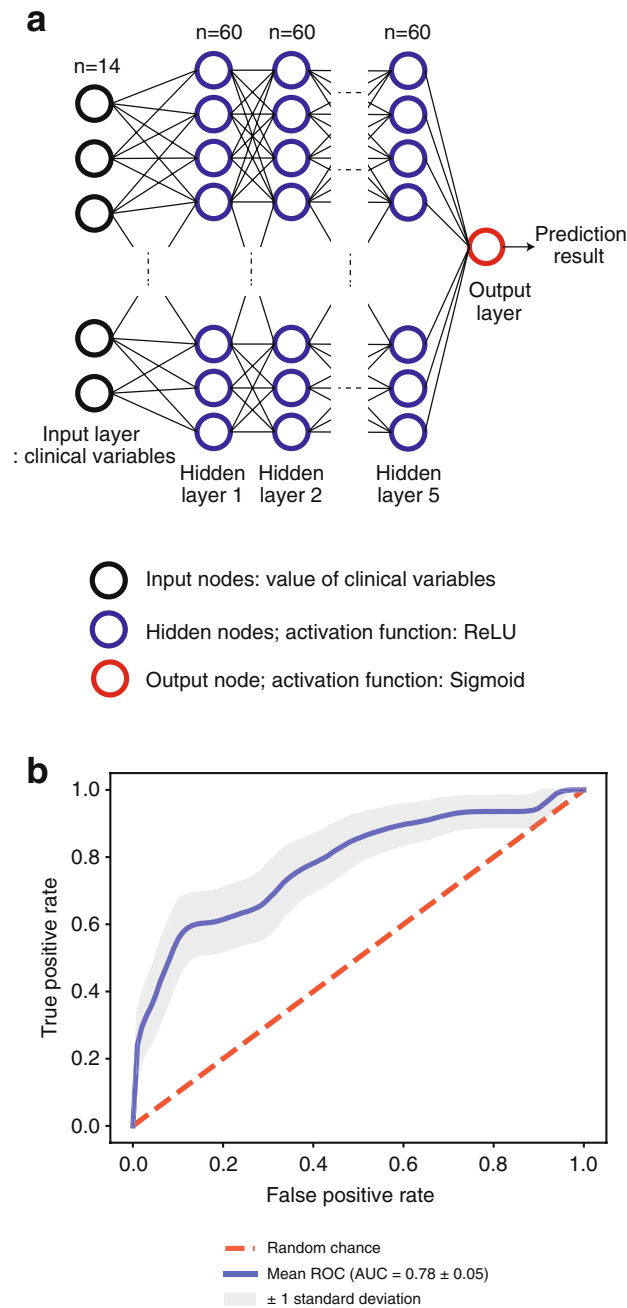 a
n=14
n=60
n=60
n=60
Prediction
result
Output
layer
Input layer
: clinical variables
Hidden
layer 1
Hidden
layer 2
Hidden
layer 5
Input nodes: value of clinical variables
Hidden nodes; activation function: ReLU
Output node; activation function: Sigmoid
b
1.0
0.8
0.6
0.4
0.2
0.0
True positive rate
0.0
0.2
0.4
0.6
0.8
1.0
False positive rate
Random chance
Mean ROC (AUC = 0.78 ± 0.05)
± 1 standard deviation